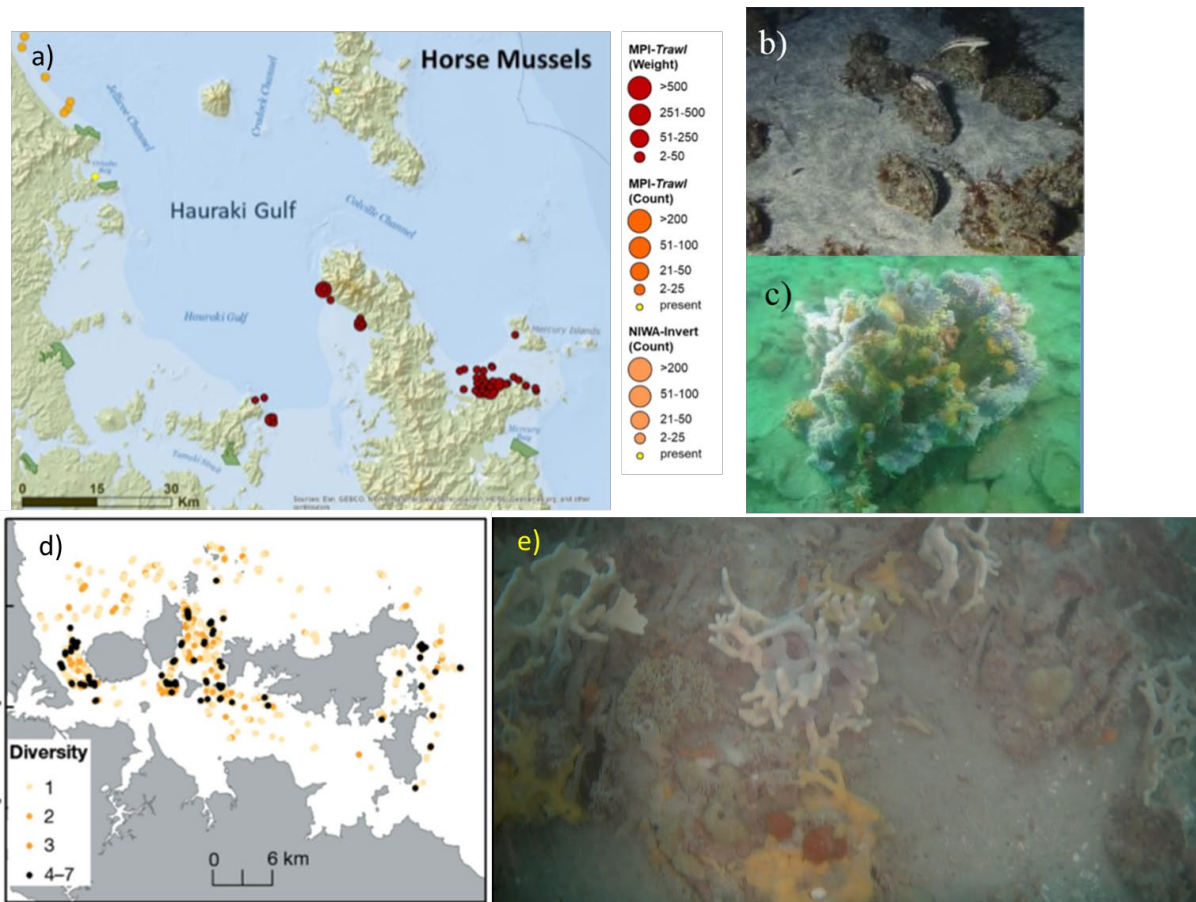 a)
Horse Mussels
Jellicoe Channel
Cradock Channel
Hauraki Gulf
Colville Channel
Hauraki Gulf
Mercury Islands
Mercury Bay
Tamaki Strait
0 15 30
Km
MPI-Trawl
(Weight)
>500
251-500
51-250
2-50
MPI-Trawl
(Count)
>200
51-100
21-50
2-25
present
NIWA-Invert
(Count)
>200
51-100
21-50
2-25
present
b)
c)
d)
Diversity
1
2
3
4–7
0 6 km
e)